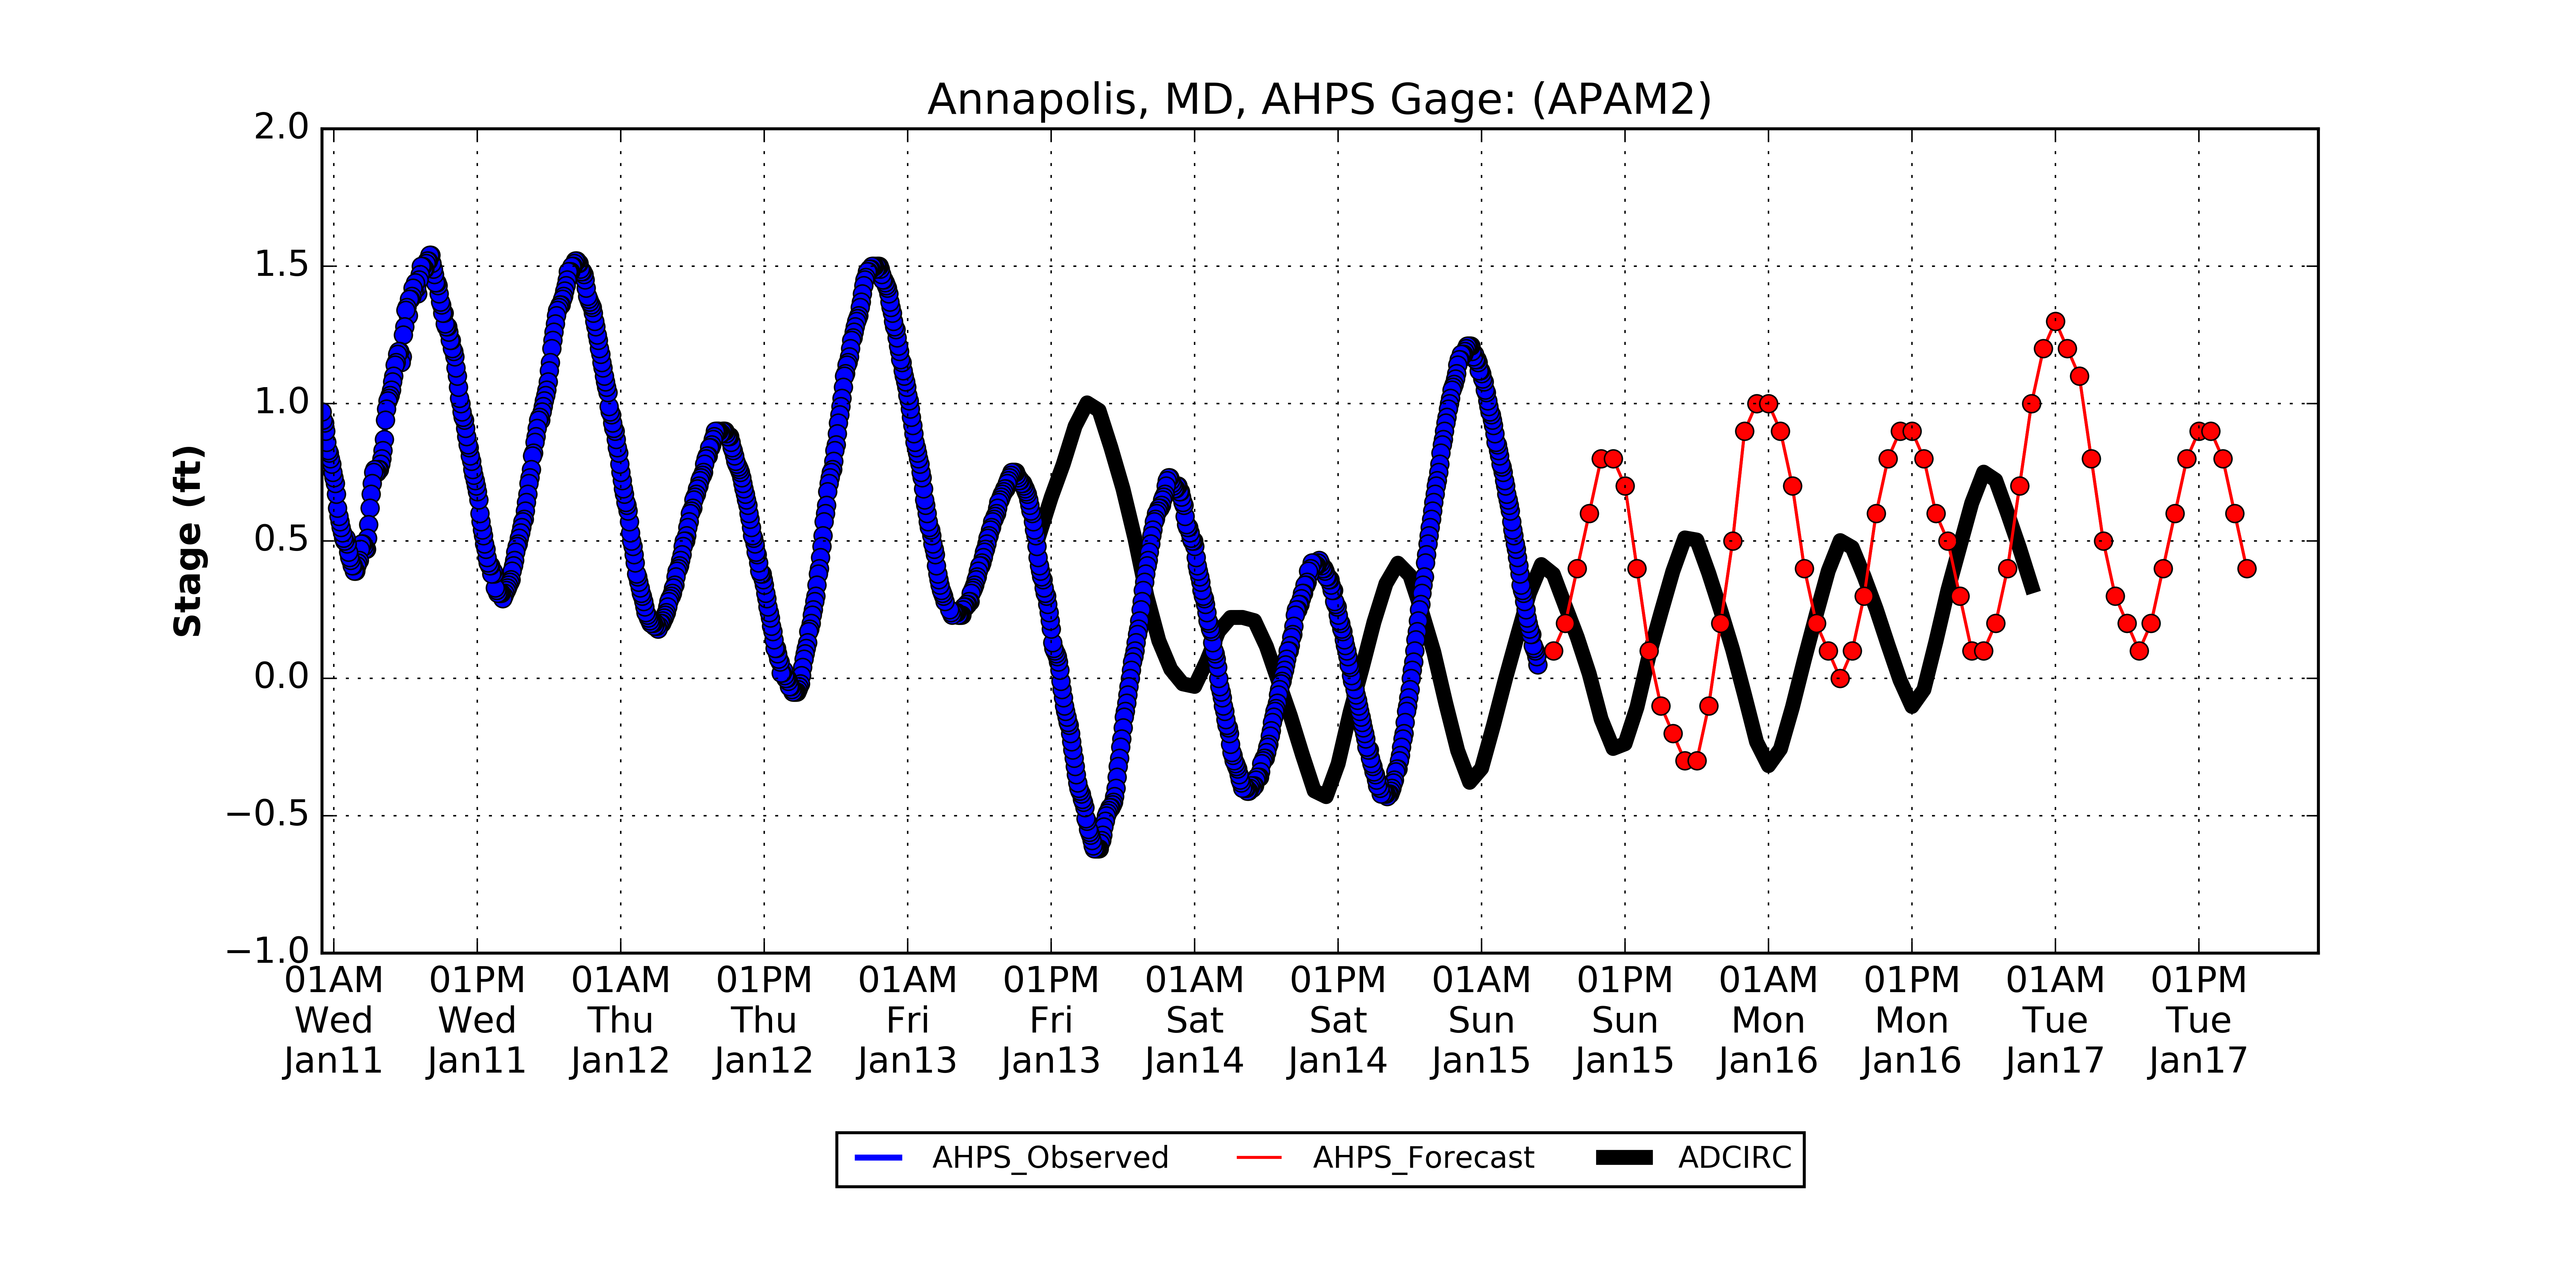 Annapolis, MD, AHPS Gage: (APAM2)
Stage (ft)
2.0
1.5
1.0
0.5
0.0
−0.5
−1.0
01AM 01PM 01AM 01PM 01AM 01PM 01AM 01PM 01AM 01PM 01AM 01PM 01AM 01PM
Wed Wed Thu Thu Fri Fri Sat Sat Sun Sun Mon Mon Tue Tue
Jan11 Jan11 Jan12 Jan12 Jan13 Jan13 Jan14 Jan14 Jan15 Jan15 Jan16 Jan16 Jan17 Jan17
AHPS_Observed AHPS_Forecast ADCIRC